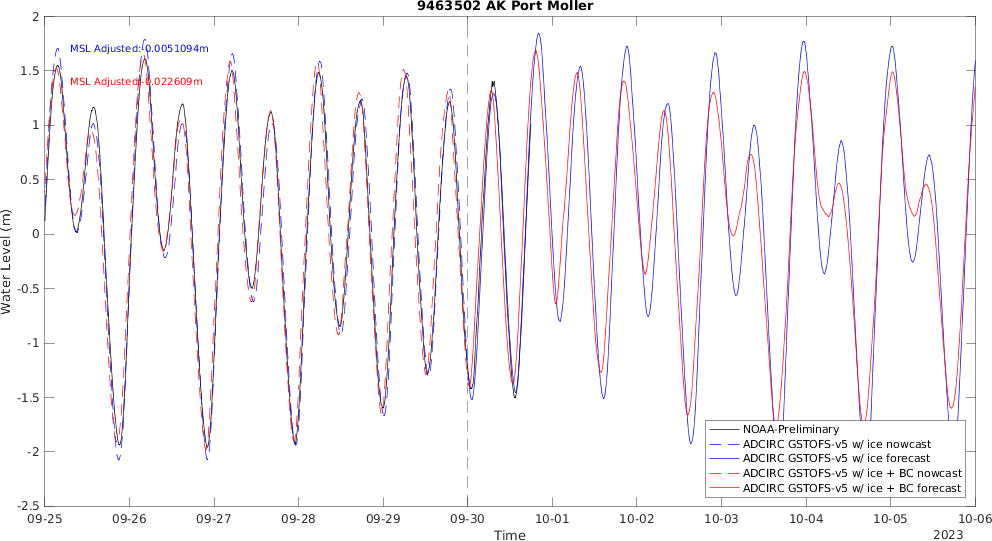 9463502 AK Port Moller
MSL Adjusted:-0.0051094m
MSL Adjusted:-0.022609m
Water Level (m)
2
1.5
1
0.5
0
-0.5
-1
-1.5
-2
-2.5
NOAA-Preliminary
ADCIRC GSTOFS-v5 w/ ice nowcast
ADCIRC GSTOFS-v5 w/ ice forecast
ADCIRC GSTOFS-v5 w/ ice + BC nowcast
ADCIRC GSTOFS-v5 w/ ice + BC forecast
09-25 09-26 09-27 09-28 09-29 09-30 10-01 10-02 10-03 10-04 10-05 10-06
Time
2023